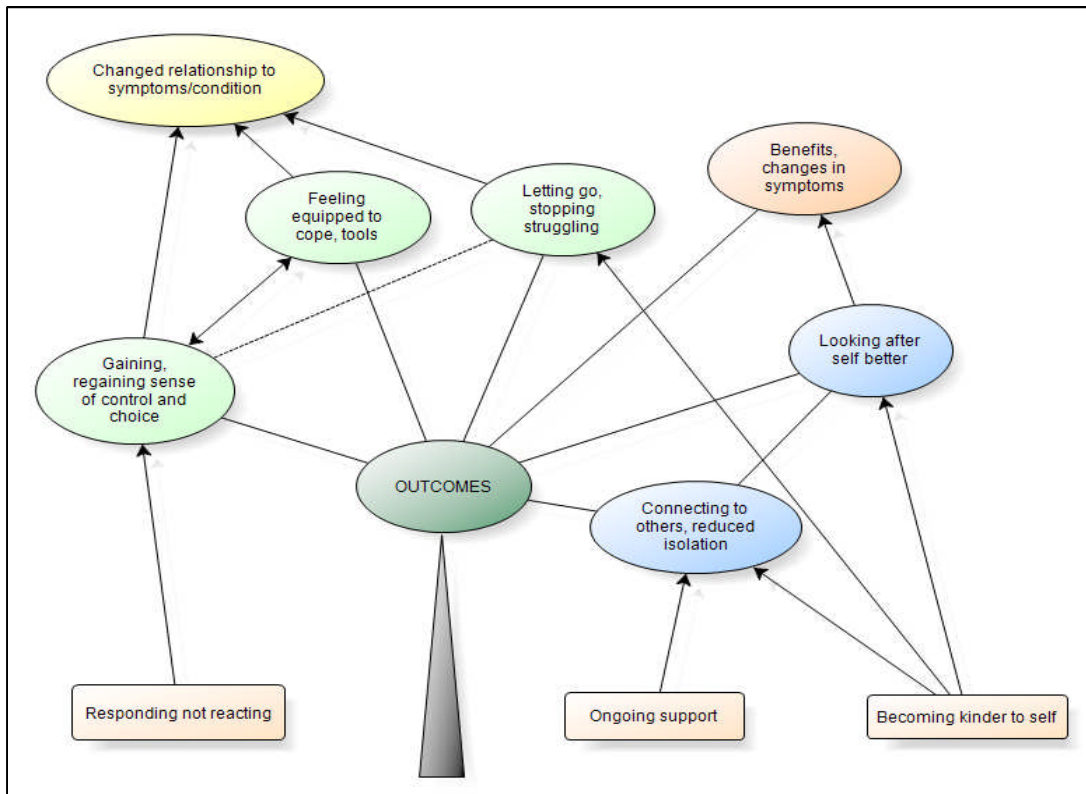 Changed relationship to
symptoms/condition
Benefits,
changes in
symptoms
Feeling
equipped to
cope, tools
Letting go,
stopping
struggling
Looking after
self better
Gaining,
regaining sense
of control and
choice
OUTCOMES
Connecting to
others, reduced
isolation
Responding not reacting
Ongoing support
Becoming kinder to self